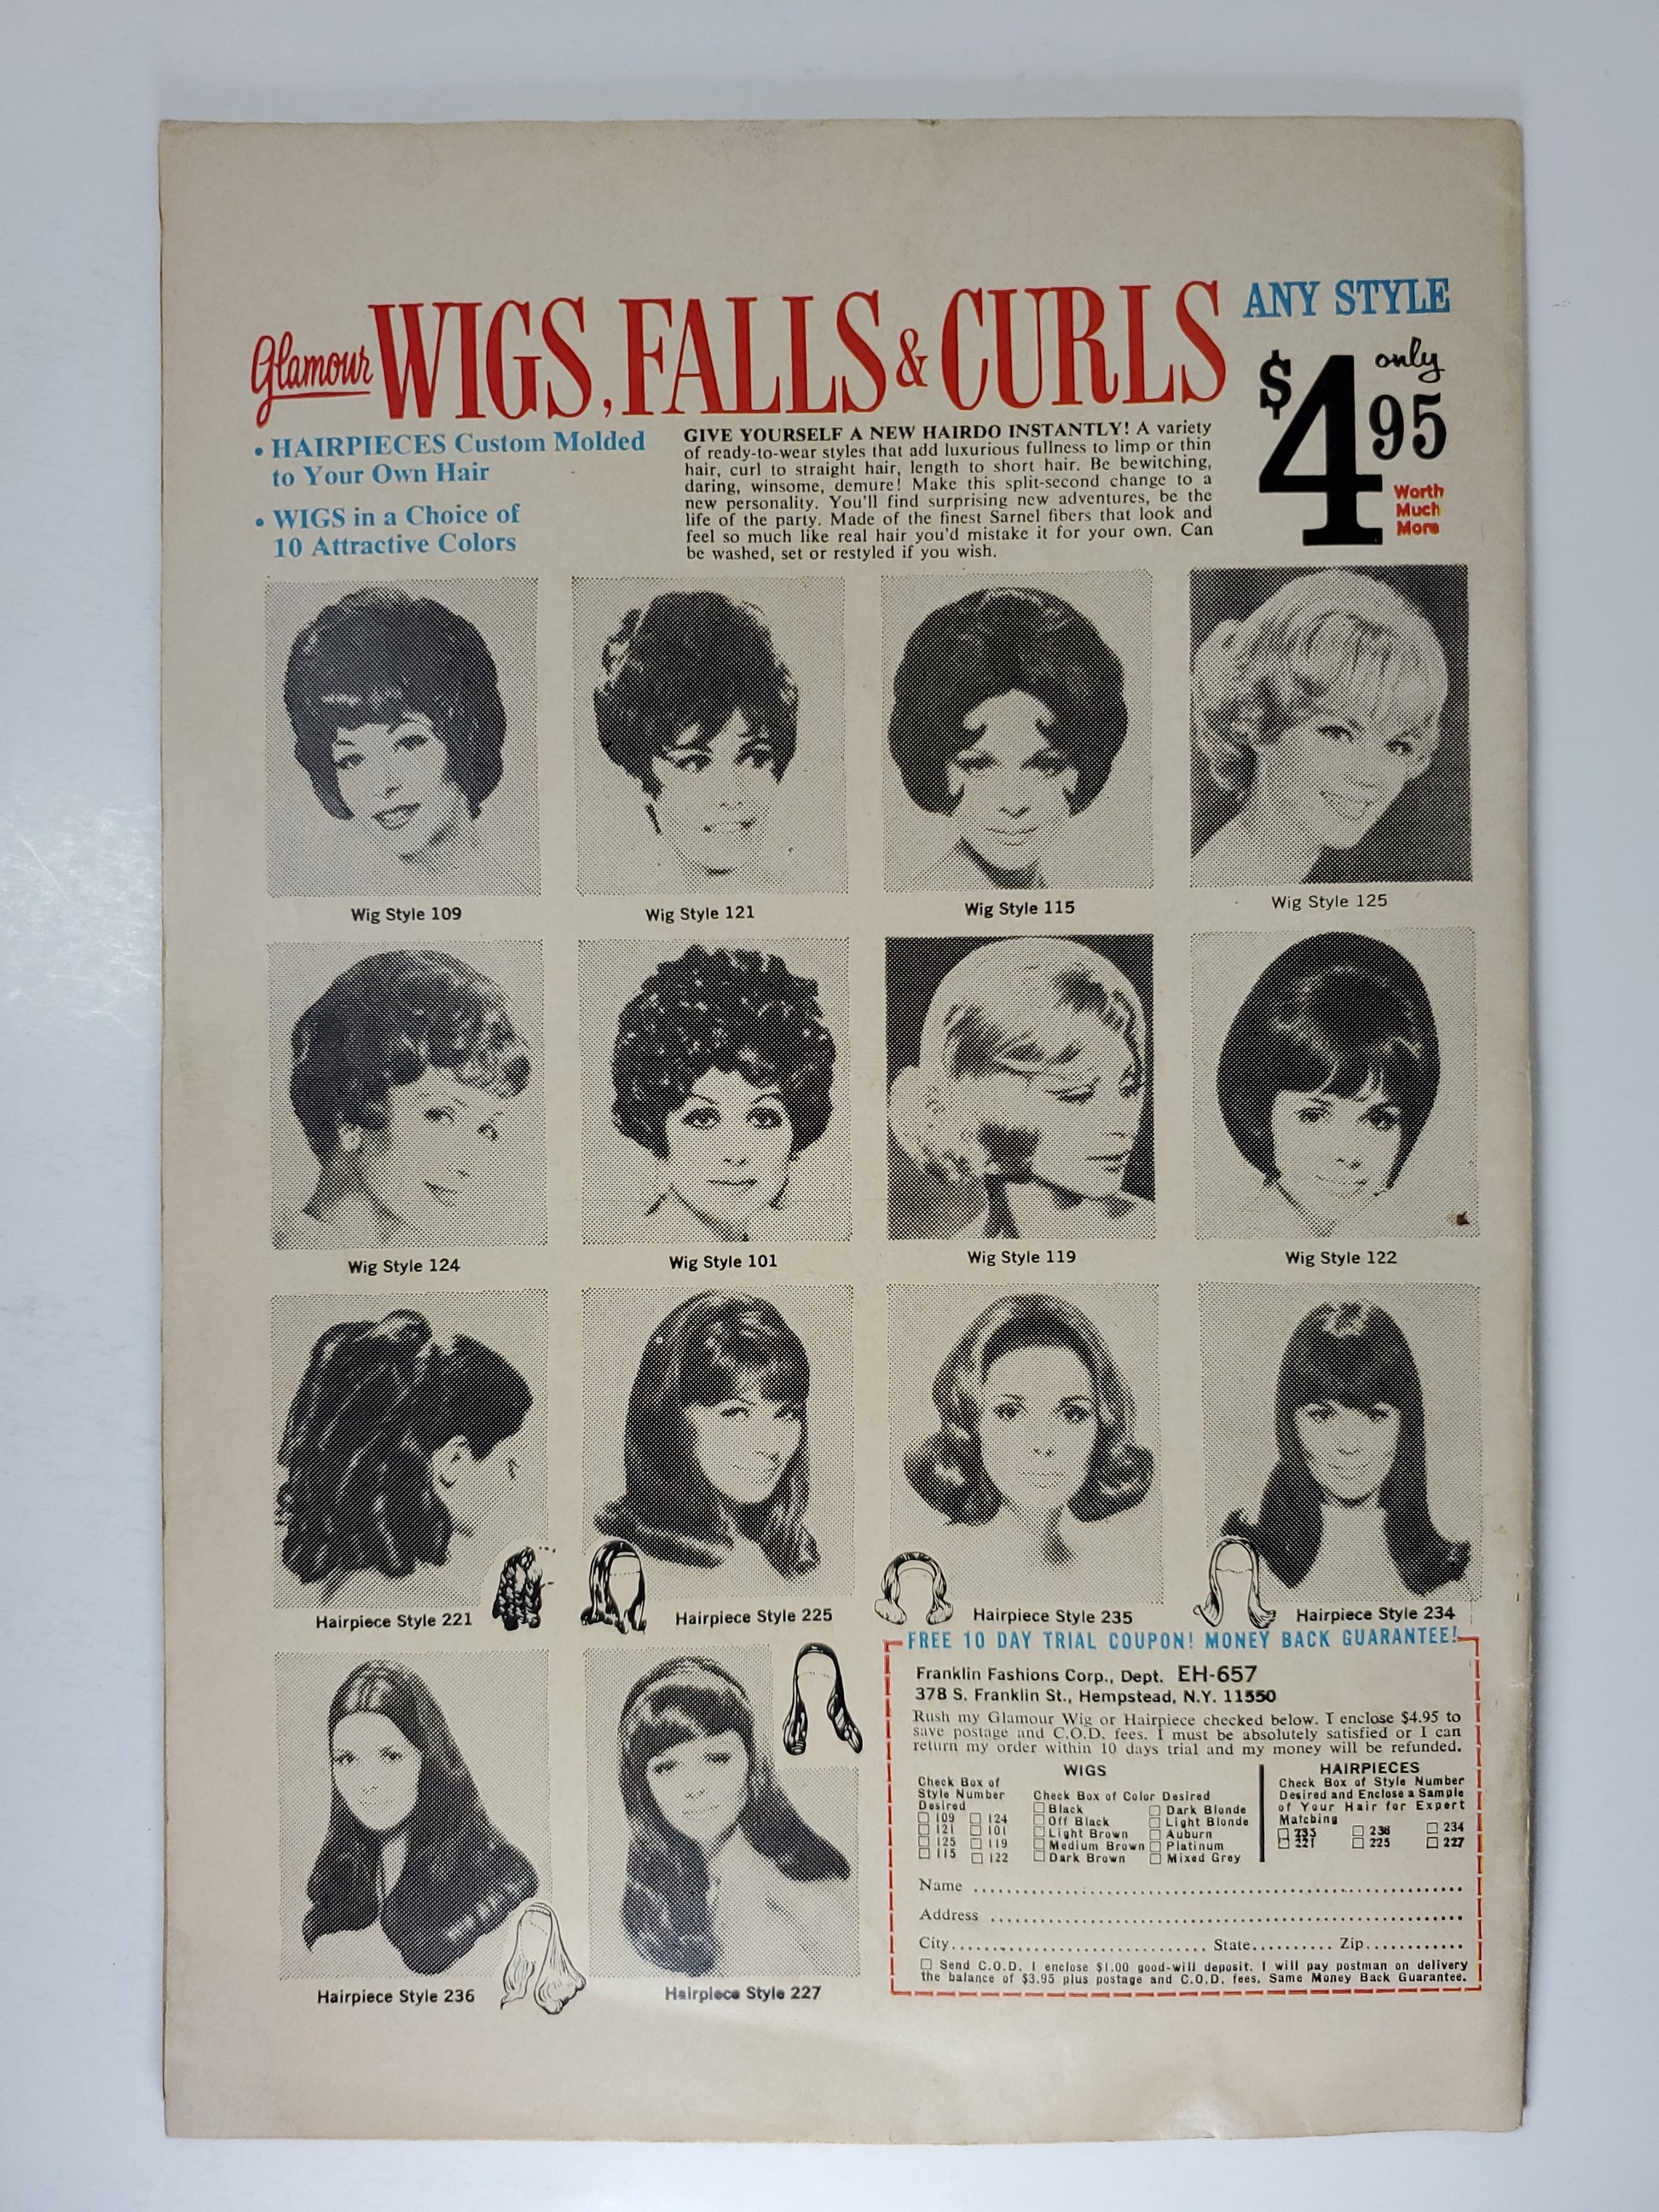 Glamour WIGS, FALLS & CURLS
ANY STYLE
only
$4 95
Worth
Much
More
• HAIRPIECES Custom Molded
to Your Own Hair
• WIGS in a Choice of
10 Attractive Colors
GIVE YOURSELF A NEW HAIRDO INSTANTLY! A variety
of ready-to-wear styles that add luxurious fullness to limp or thin
hair, curl to straight hair, length to short hair. Be bewitching,
daring, winsome, demure! Make this split-second change to a
new personality. You'll find surprising new adventures, be the
life of the party. Made of the finest Sarnel fibers that look and
feel so much like real hair you'd mistake it for your own. Can
be washed, set or restyled if you wish.
Wig Style 109
Wig Style 121
Wig Style 115
Wig Style 125
Wig Style 124
Wig Style 101
Wig Style 119
Wig Style 122
Hairpiece Style 221
Hairpiece Style 225
Hairpiece Style 235
Hairpiece Style 234
Hairpiece Style 236
Hairpiece Style 227
FREE 10 DAY TRIAL COUPON! MONEY BACK GUARANTEE!
Franklin Fashions Corp., Dept. EH-657
378 S. Franklin St., Hempstead, N.Y. 11550
Rush my Glamour Wig or Hairpiece checked below. I enclose $4.95 to
save postage and C.O.D. fees. I must be absolutely satisfied or I can
return my order within 10 days trial and my money will be refunded.
WIGS
Check Box of
Style Number
Desired
☐ 109 ☐ 124
☐ 121 ☐ 101
☐ 125 ☐ 119
☐ 115 ☐ 122
Check Box of Color Desired
☐ Black ☐ Dark Blonde
☐ Off Black ☐ Light Blonde
☐ Light Brown ☐ Auburn
☐ Medium Brown ☐ Platinum
☐ Dark Brown ☐ Mixed Grey
HAIRPIECES
Check Box of Style Number
Desired and Enclose a Sample
of Your Hair for Expert
Matching
☐ 235 ☐ 236 ☐ 234
☐ 221 ☐ 225 ☐ 227
Name
Address
City State Zip
☐ Send C.O.D. I enclose $1.00 good-will deposit. I will pay postman on delivery
the balance of $3.95 plus postage and C.O.D. fees. Same Money Back Guarantee.